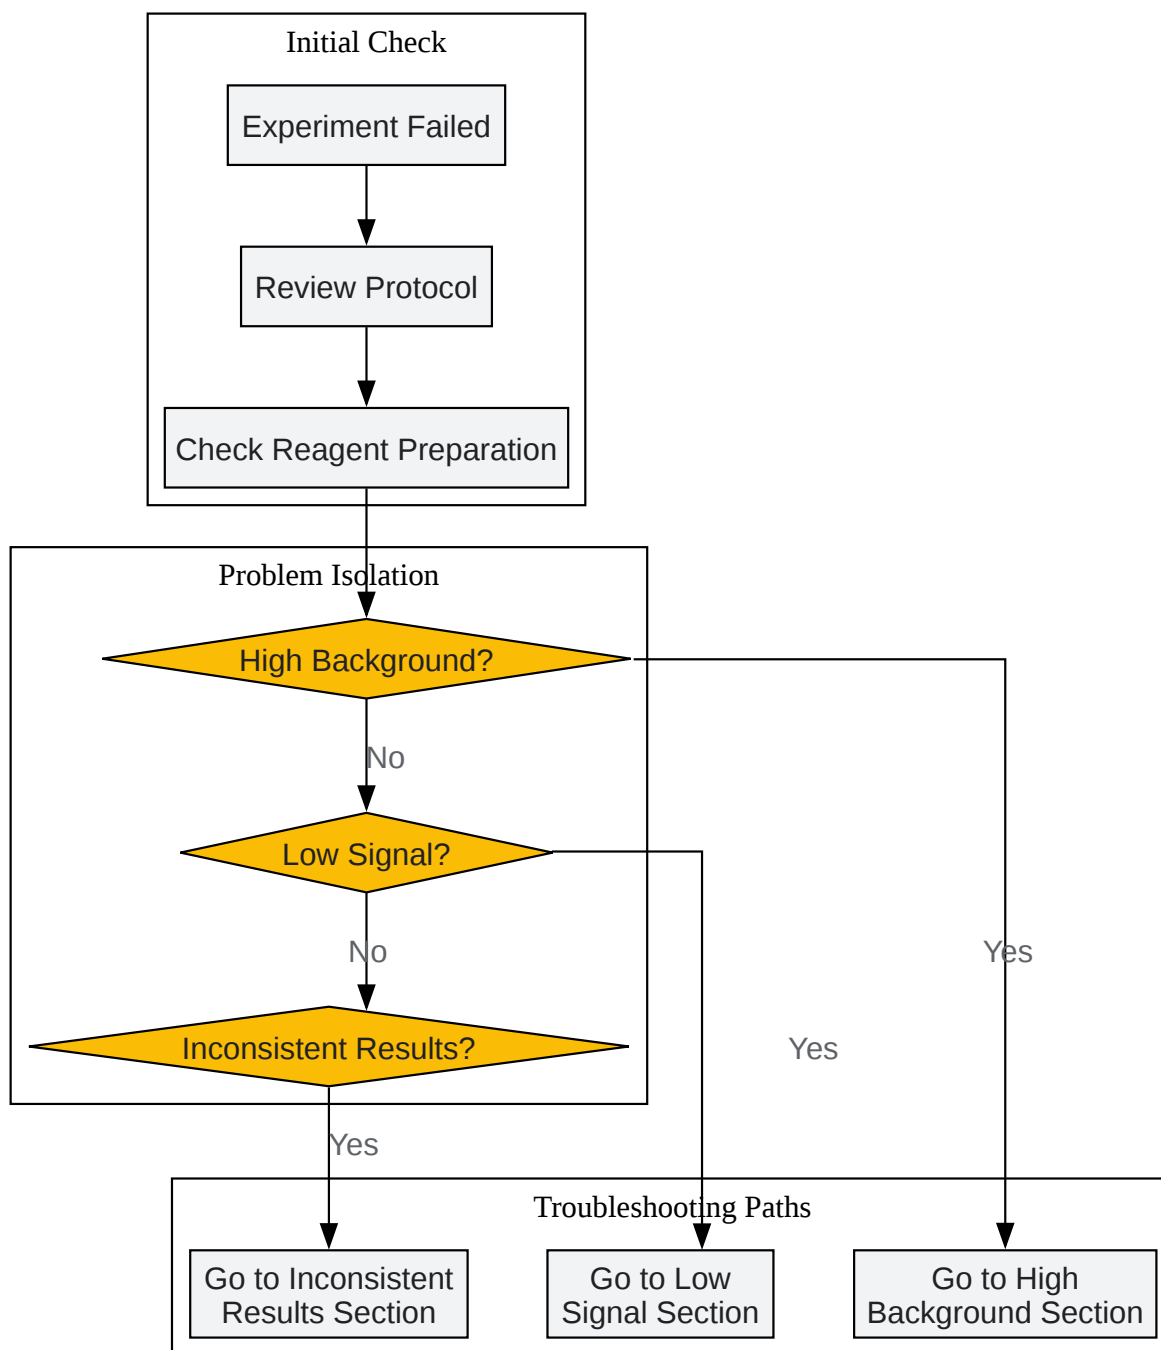 Initial Check
Experiment Failed
Review Protocol
Check Reagent Preparation
Problem Isolation
High Background?
No
Low Signal?
No
Yes
Inconsistent Results?
Yes
Yes
Troubleshooting Paths
Go to Inconsistent
Results Section
Go to Low
Signal Section
Go to High
Background Section